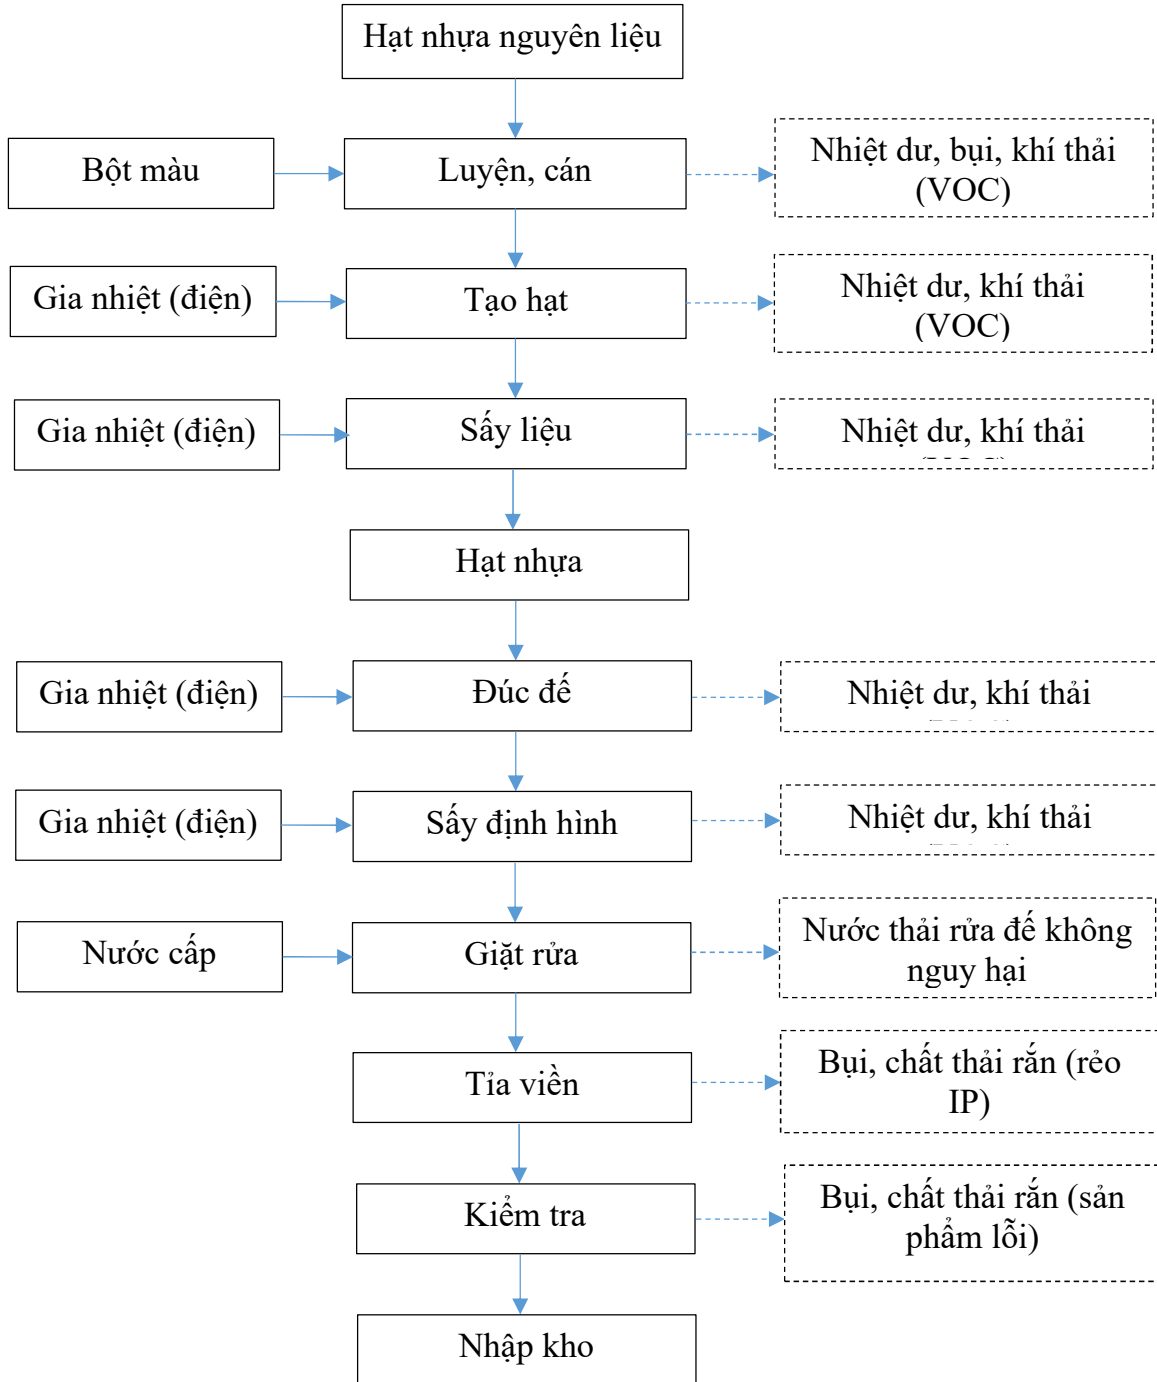 Hạt nhựa nguyên liệu
Bột màu
Luyện, cán
Nhiệt dư, bụi, khí thải
(VOC)
Gia nhiệt (điện)
Tạo hạt
Nhiệt dư, khí thải
(VOC)
Gia nhiệt (điện)
Sấy liệu
Nhiệt dư, khí thải
Hạt nhựa
Gia nhiệt (điện)
Đúc đế
Nhiệt dư, khí thải
Gia nhiệt (điện)
Sấy định hình
Nhiệt dư, khí thải
Nước cấp
Giặt rửa
Nước thải rửa đế không
nguy hại
Tỉa viền
Bụi, chất thải rắn (rẻo
IP)
Kiểm tra
Bụi, chất thải rắn (sản
phẩm lỗi)
Nhập kho